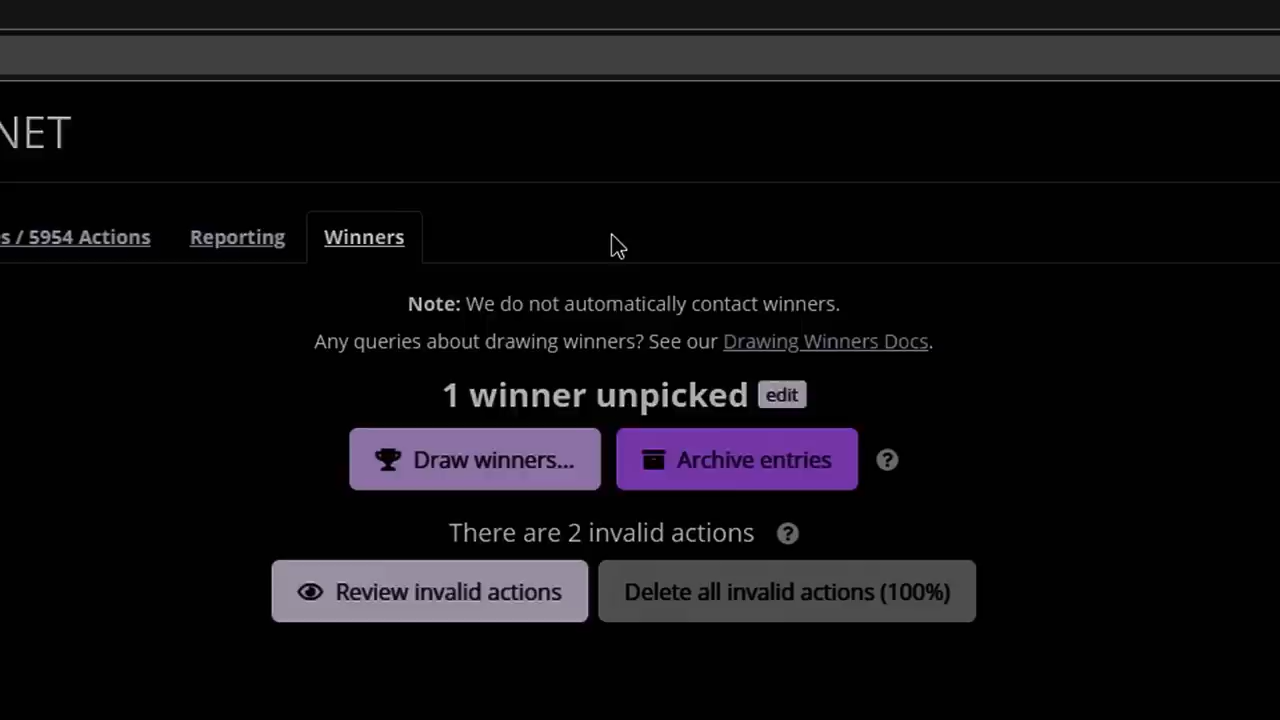 NET
s / 5954 Actions Reporting Winners
Note: We do not automatically contact winners.
Any queries about drawing winners? See our Drawing Winners Docs.
1 winner unpicked edit
Draw winners... Archive entries ?
There are 2 invalid actions ?
Review invalid actions Delete all invalid actions (100%)